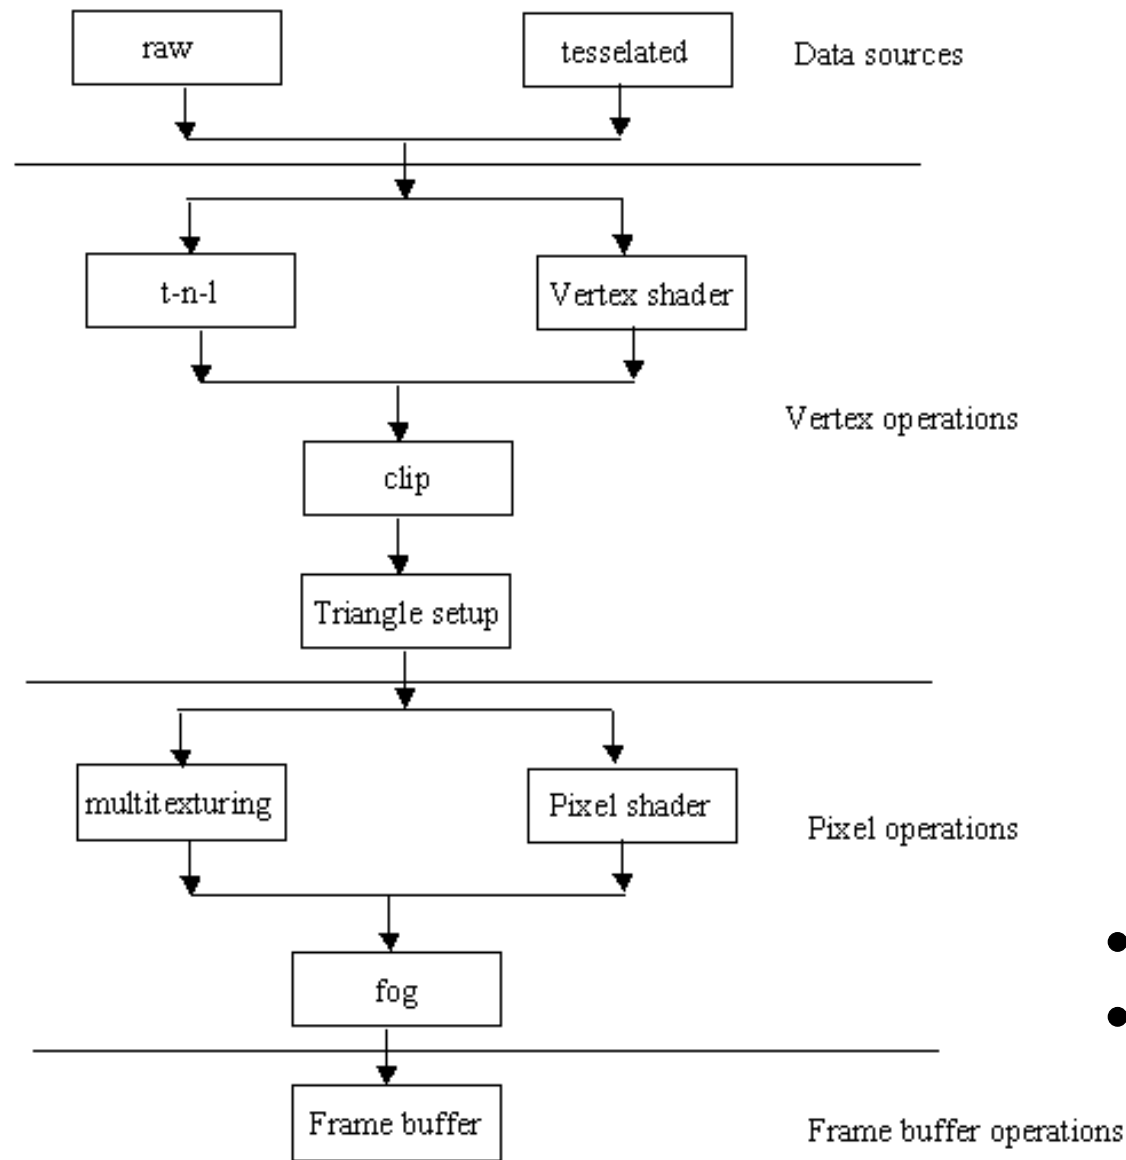 raw
tesselated
Data sources
t-n-l
Vertex shader
Vertex operations
clip
Triangle setup
multitexturing
Pixel shader
Pixel operations
fog
Frame buffer
Frame buffer operations